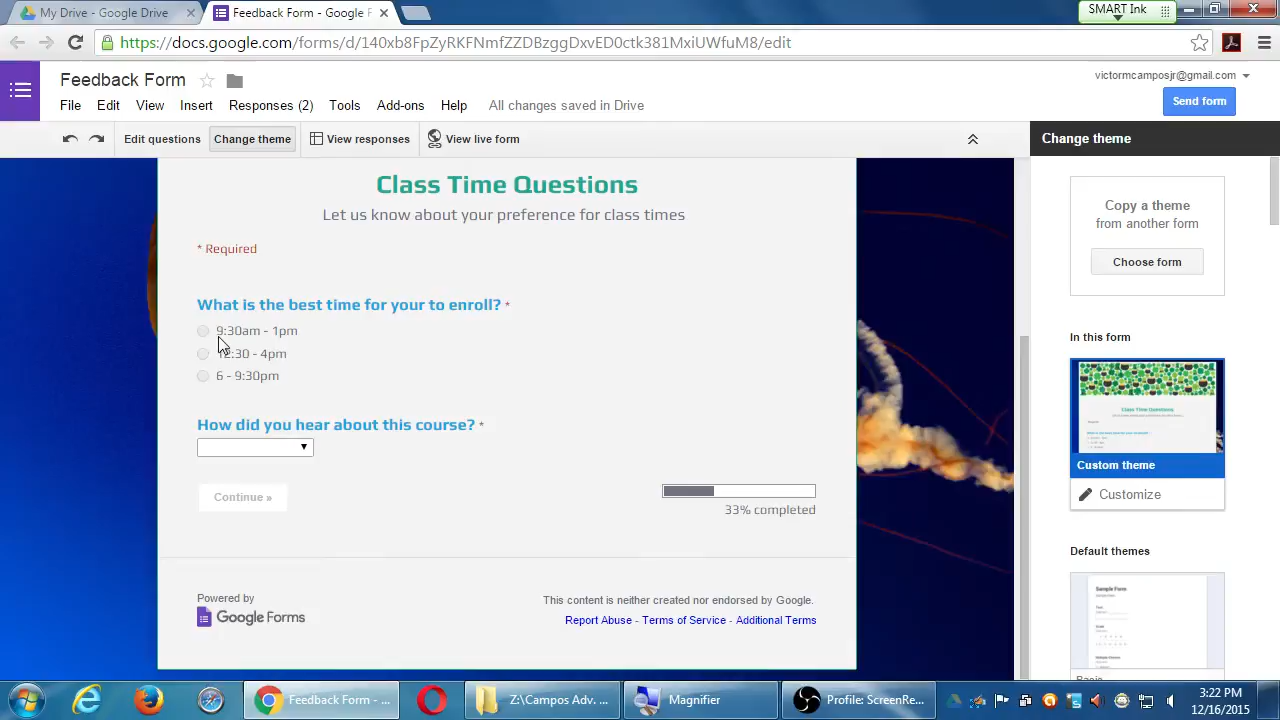 My Drive - Google Drive
Feedback Form - Google F
SMART Ink
https://docs.google.com/forms/d/140xb8FpZyRKFNmfZZDBzggDxvED0ctk381MxiUWfuM8/edit
Feedback Form
victormcamposjr@gmail.com
File Edit View Insert Responses (2) Tools Add-ons Help All changes saved in Drive
Send form
Edit questions Change theme View responses View live form
Change theme
Class Time Questions
Let us know about your preference for class times
* Required
What is the best time for your to enroll? *
9:30am - 1pm
:30 - 4pm
6 - 9:30pm
How did you hear about this course? *
Continue »
33% completed
Powered by
Google Forms
This content is neither created nor endorsed by Google.
Report Abuse - Terms of Service - Additional Terms
Copy a theme
from another form
Choose form
In this form
Class Time Questions
Custom theme
Customize
Default themes
Sample Form
Feedback Form - ...
Z:\Campos Adv. ...
Magnifier
Profile: ScreenRe...
3:22 PM
12/16/2015